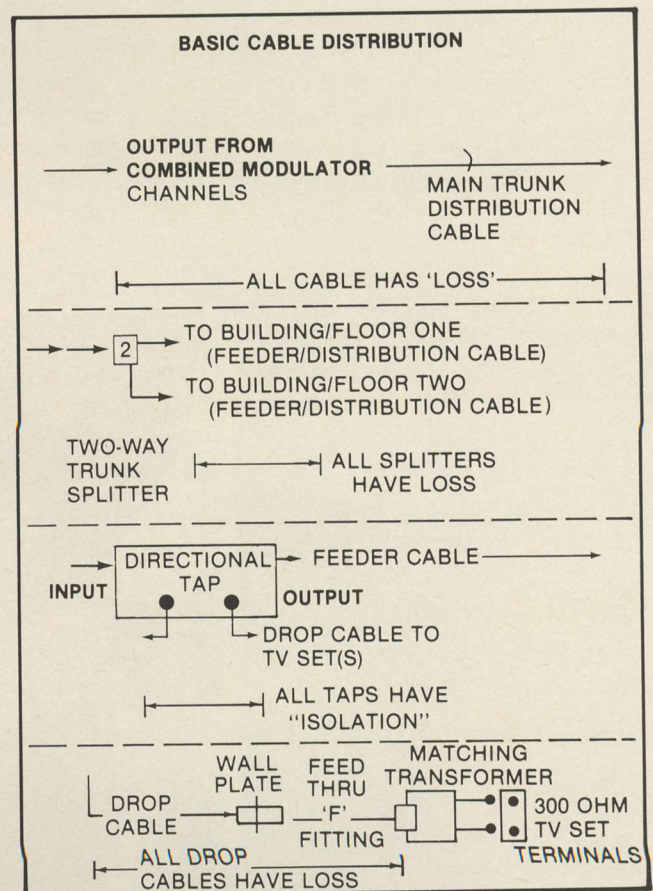 BASIC CABLE DISTRIBUTION
OUTPUT FROM
COMBINED MODULATOR
CHANNELS
MAIN TRUNK
DISTRIBUTION
CABLE
ALL CABLE HAS 'LOSS'
2
TO BUILDING/FLOOR ONE
(FEEDER/DISTRIBUTION CABLE)
TO BUILDING/FLOOR TWO
(FEEDER/DISTRIBUTION CABLE)
TWO-WAY
TRUNK
SPLITTER
ALL SPLITTERS
HAVE LOSS
INPUT
DIRECTIONAL
TAP
OUTPUT
FEEDER CABLE
DROP CABLE TO
TV SET(S)
ALL TAPS HAVE
"ISOLATION"
DROP
CABLE
WALL
PLATE
FEED
THRU
'F'
FITTING
MATCHING
TRANSFORMER
300 OHM
TV SET
TERMINALS
ALL DROP
CABLES HAVE LOSS